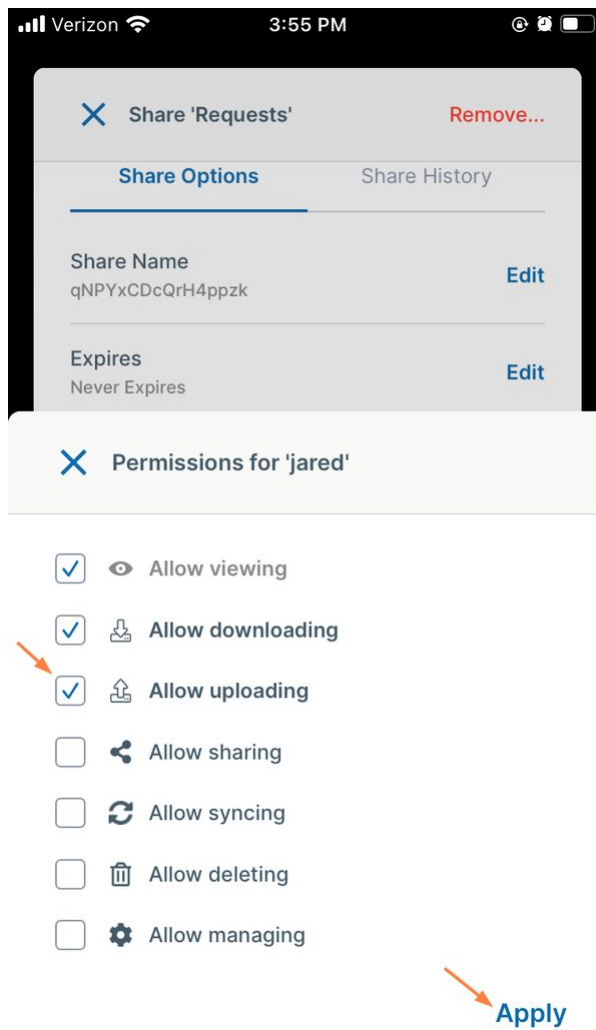 Verizon 3:55 PM
Share 'Requests' Remove...
Share Options Share History
Share Name
qNPYxCDcQrH4ppzk
Edit
Expires
Never Expires
Edit
Permissions for 'jared'
Allow viewing
Allow downloading
Allow uploading
Allow sharing
Allow syncing
Allow deleting
Allow managing
Apply